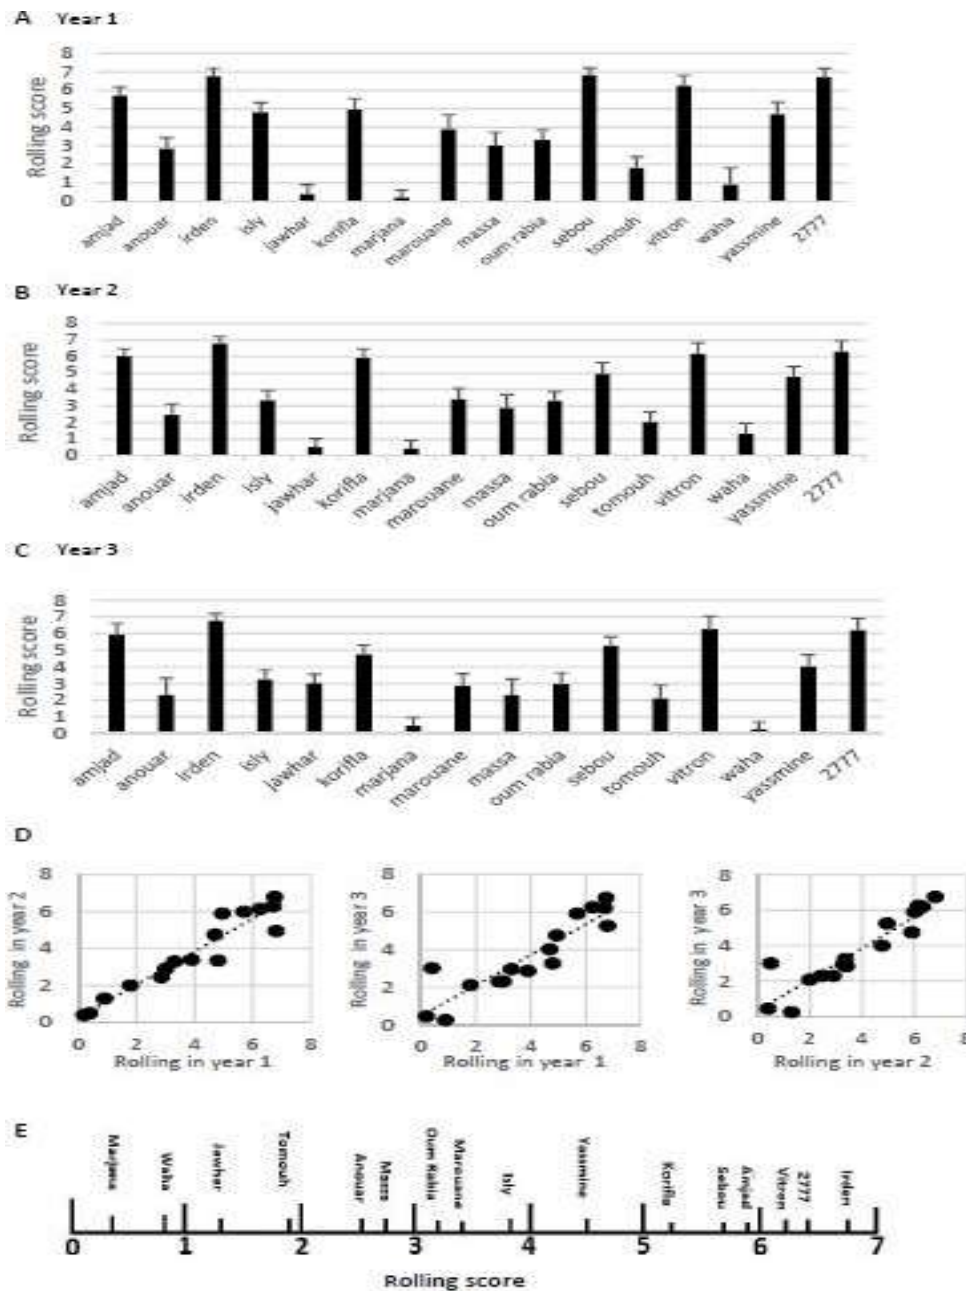 A Year 1
Rolling score
8
7
6
5
4
3
2
1
0
amjad
anouar
irden
isly
jawhar
korifla
marjana
marouane
massa
oum rabia
sebou
tomouh
vitron
waha
yassmine
2777
B Year 2
Rolling score
8
7
6
5
4
3
2
1
0
amjad
anouar
irden
isly
jawhar
korifla
marjana
marouane
massa
oum rabia
sebou
tomouh
vitron
waha
yassmine
2777
C Year 3
Rolling score
8
7
6
5
4
3
2
1
0
amjad
anouar
irden
isly
jawhar
korifla
marjana
marouane
massa
oum rabia
sebou
tomouh
vitron
waha
yassmine
2777
D
Rolling in year 2
8
6
4
2
0
0 2 4 6 8
Rolling in year 1
Rolling in year 3
8
6
4
2
0
0 2 4 6 8
Rolling in year 1
Rolling in year 3
8
6
4
2
0
0 2 4 6 8
Rolling in year 2
E
Marjana
Waha
Jawhar
Tomouh
Anouar
Massa
Oum Rabia
Marouane
Isly
Yassmine
Korifla
Sebou
Amjad
Vitron
2777
Irden
0 1 2 3 4 5 6 7
Rolling score